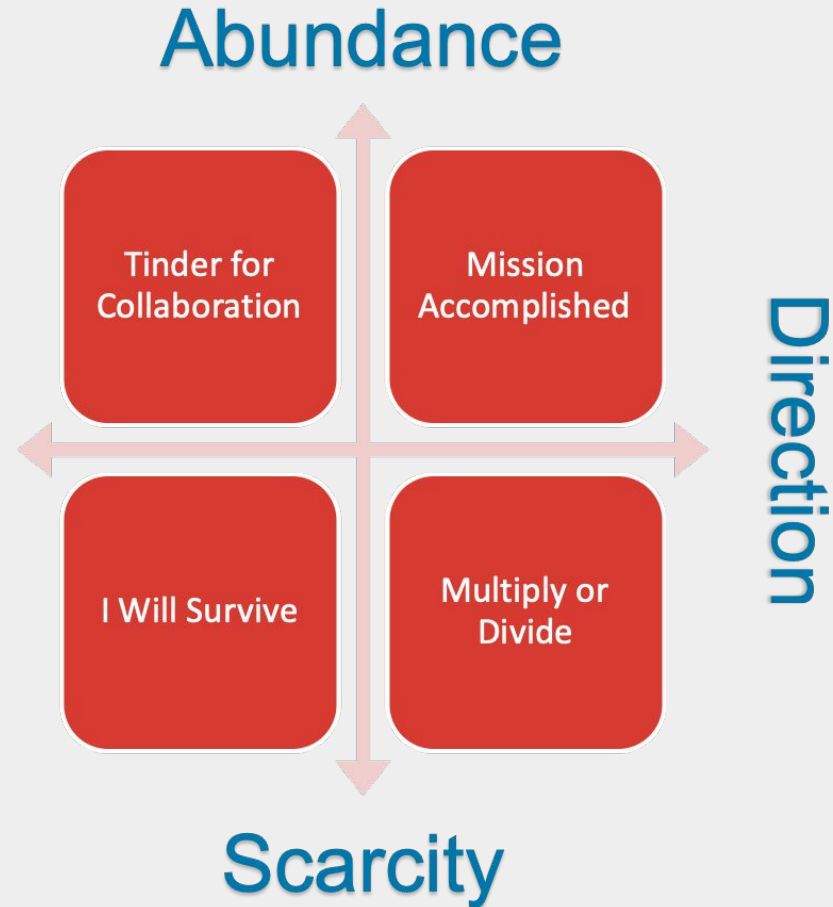 Abundance
Tinder for
Collaboration
Mission
Accomplished
Direction
I Will Survive
Multiply or
Divide
Scarcity